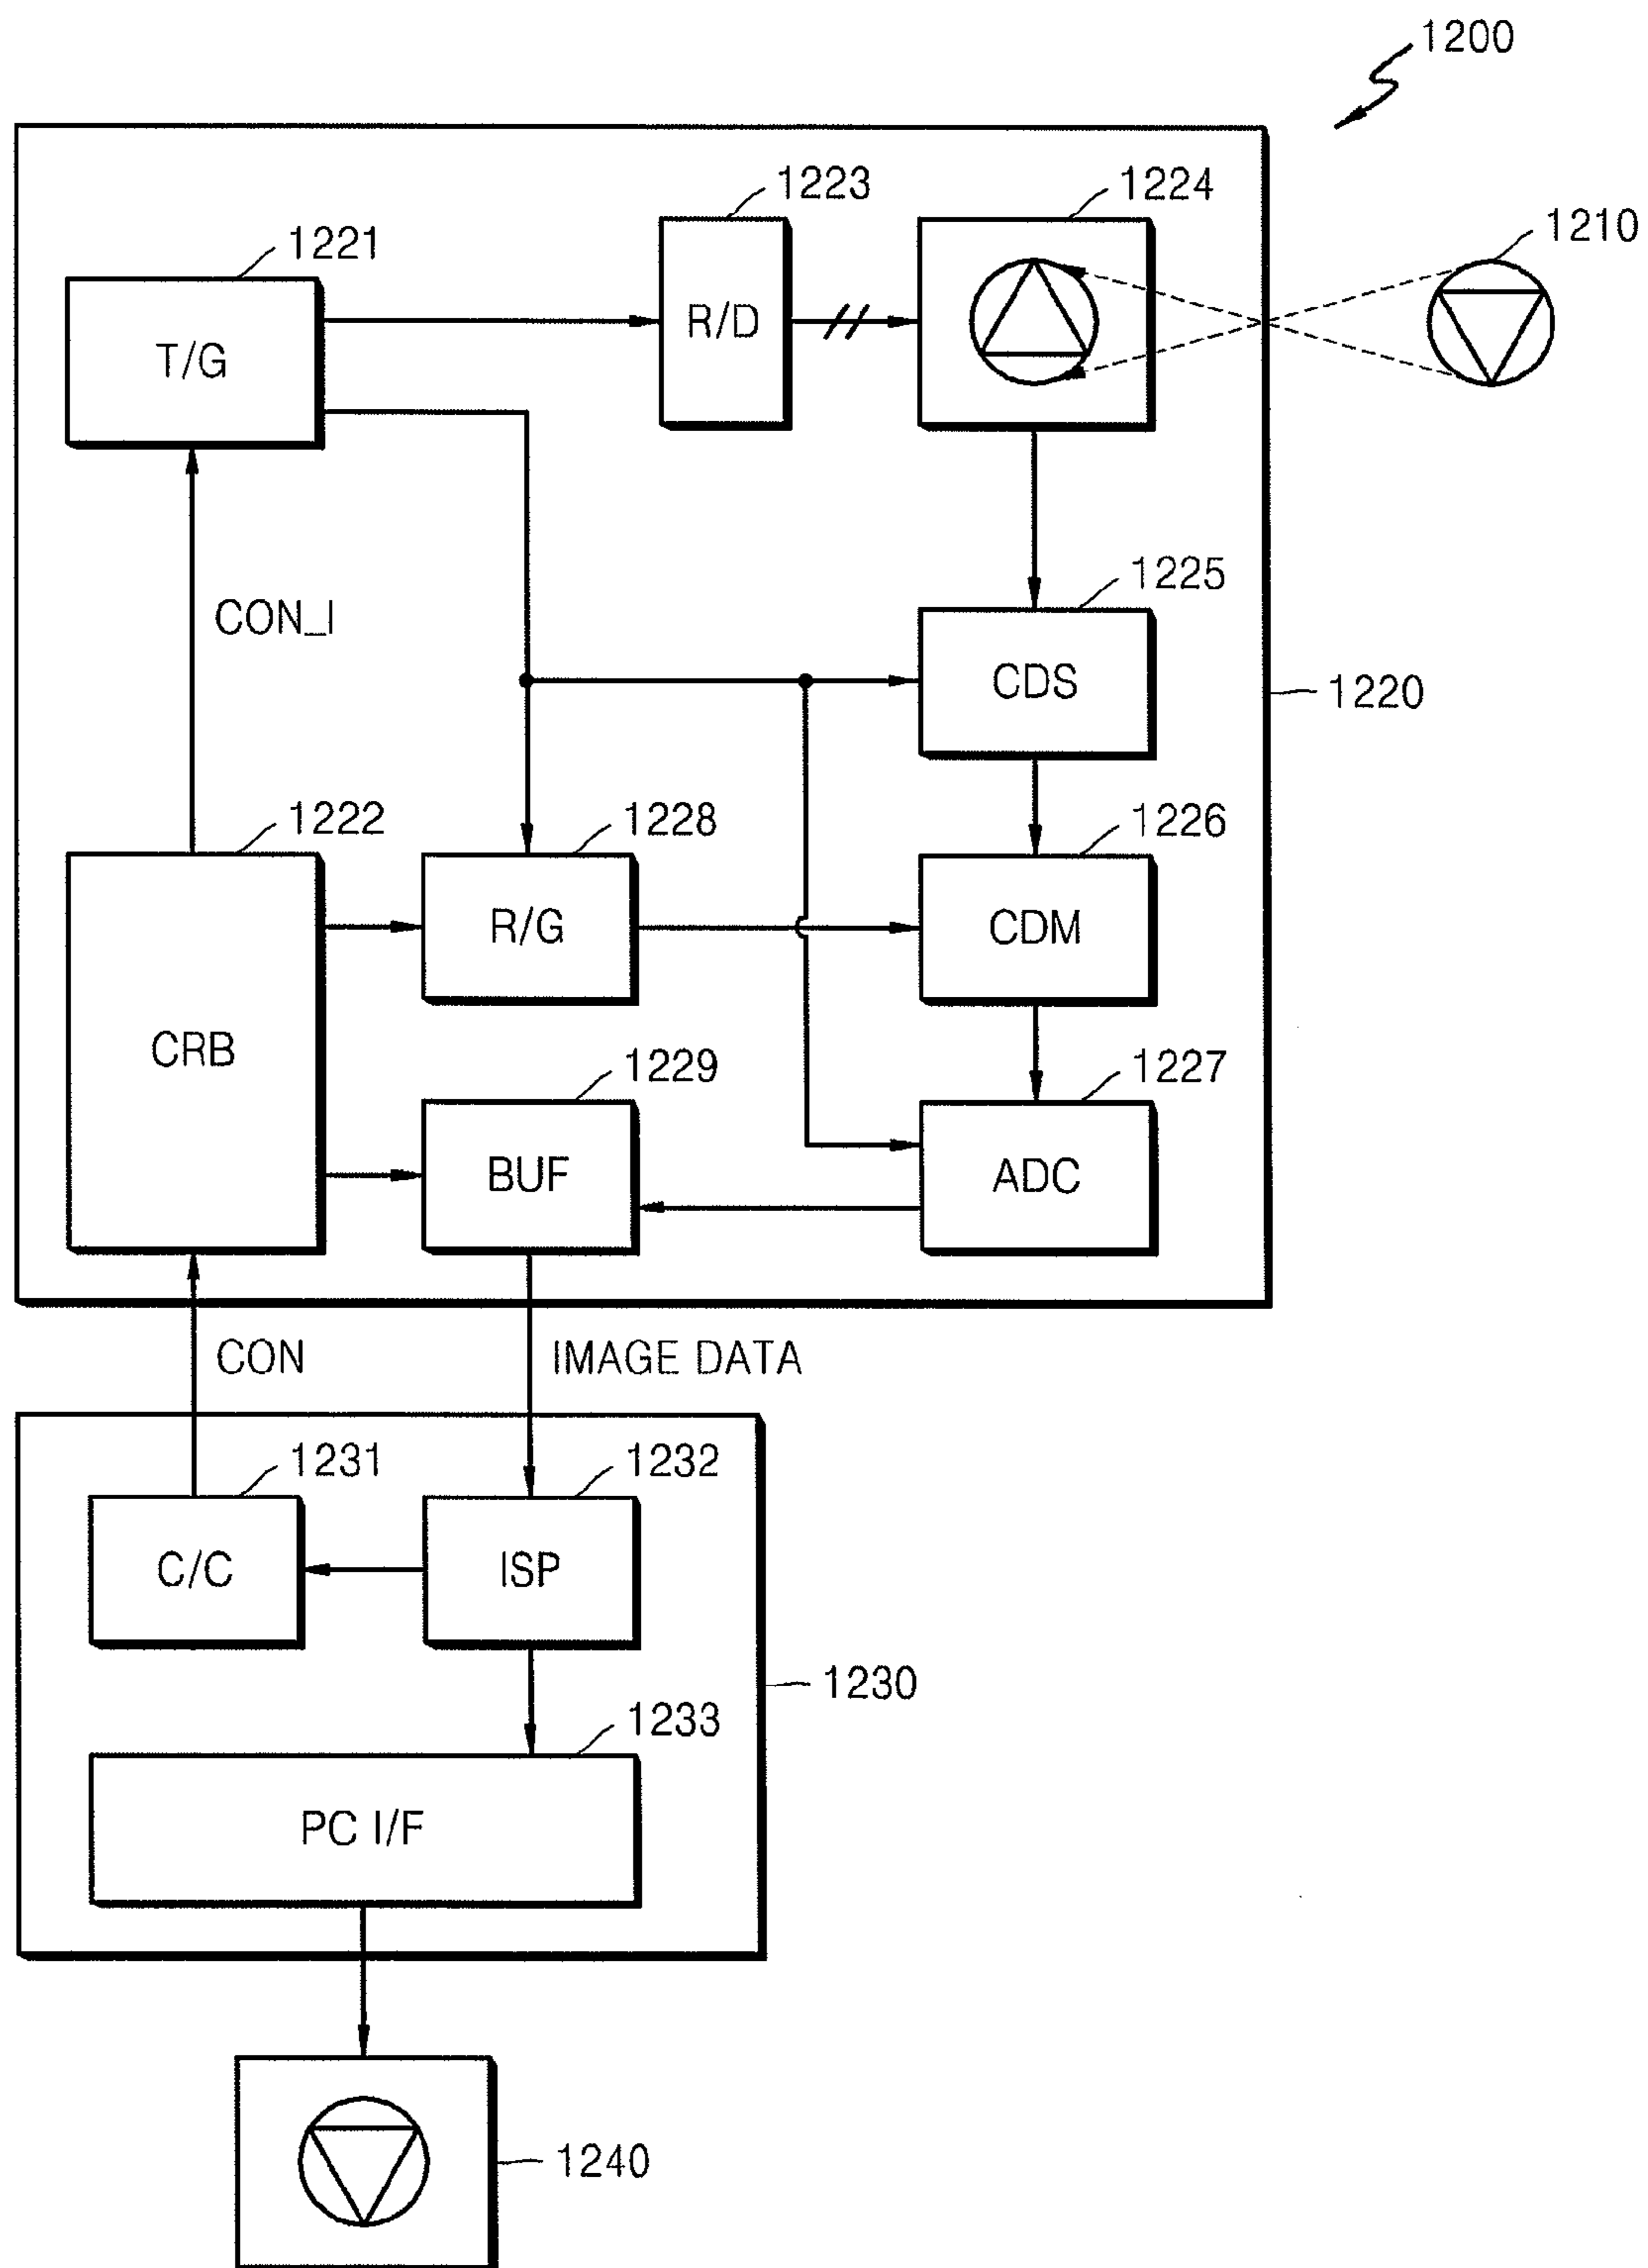 1200
1223
1224
1210
1221
T/G
R/D
CON_I
1225
CDS
1220
1222
1228
1226
R/G
CDM
CRB
1229
1227
BUF
ADC
CON
IMAGE DATA
1231
1232
C/C
ISP
1230
1233
PC I/F
1240